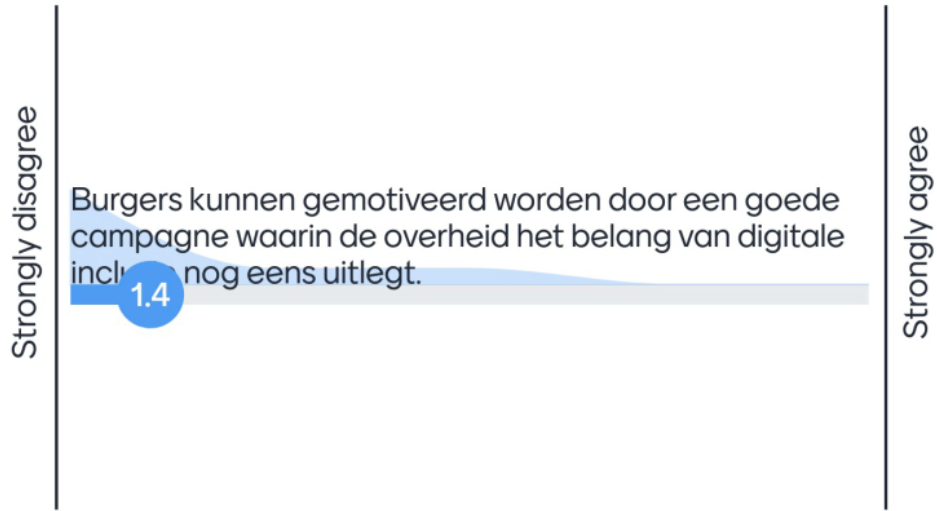 Strongly disagree
Burgers kunnen gemotiveerd worden door een goede
campagne waarin de overheid het belang van digitale
nog eens uitlegt.
1.4
Strongly agree